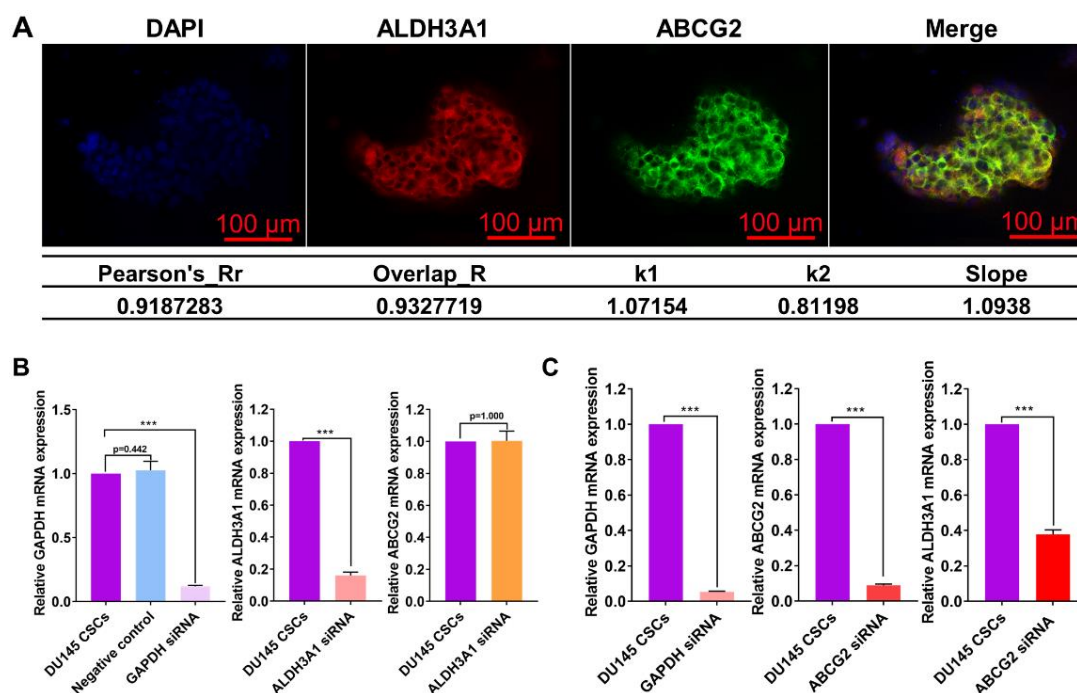 A
DAPI ALDH3A1 ABCG2 Merge
100 µm 100 µm 100 µm 100 µm
Pearson's_Rr Overlap_R k1 k2 Slope
0.9187283 0.9327719 1.07154 0.81198 1.0938
B
Relative GAPDH mRNA expression
1.5
1.0
0.5
0.0
***
p=0.442
DU145 CSCs
Negative control
GAPDH siRNA
Relative ALDH3A1 mRNA expression
1.2
1.0
0.8
0.6
0.4
0.2
0.0
***
DU145 CSCs
ALDH3A1 siRNA
Relative ABCG2 mRNA expression
1.2
1.0
0.8
0.6
0.4
0.2
0.0
p=1.000
DU145 CSCs
ALDH3A1 siRNA
C
Relative GAPDH mRNA expression
1.2
1.0
0.8
0.6
0.4
0.2
0.0
***
DU145 CSCs
GAPDH siRNA
Relative ABCG2 mRNA expression
1.2
1.0
0.8
0.6
0.4
0.2
0.0
***
DU145 CSCs
ABCG2 siRNA
Relative ALDH3A1 mRNA expression
1.2
1.0
0.8
0.6
0.4
0.2
0.0
***
DU145 CSCs
ABCG2 siRNA